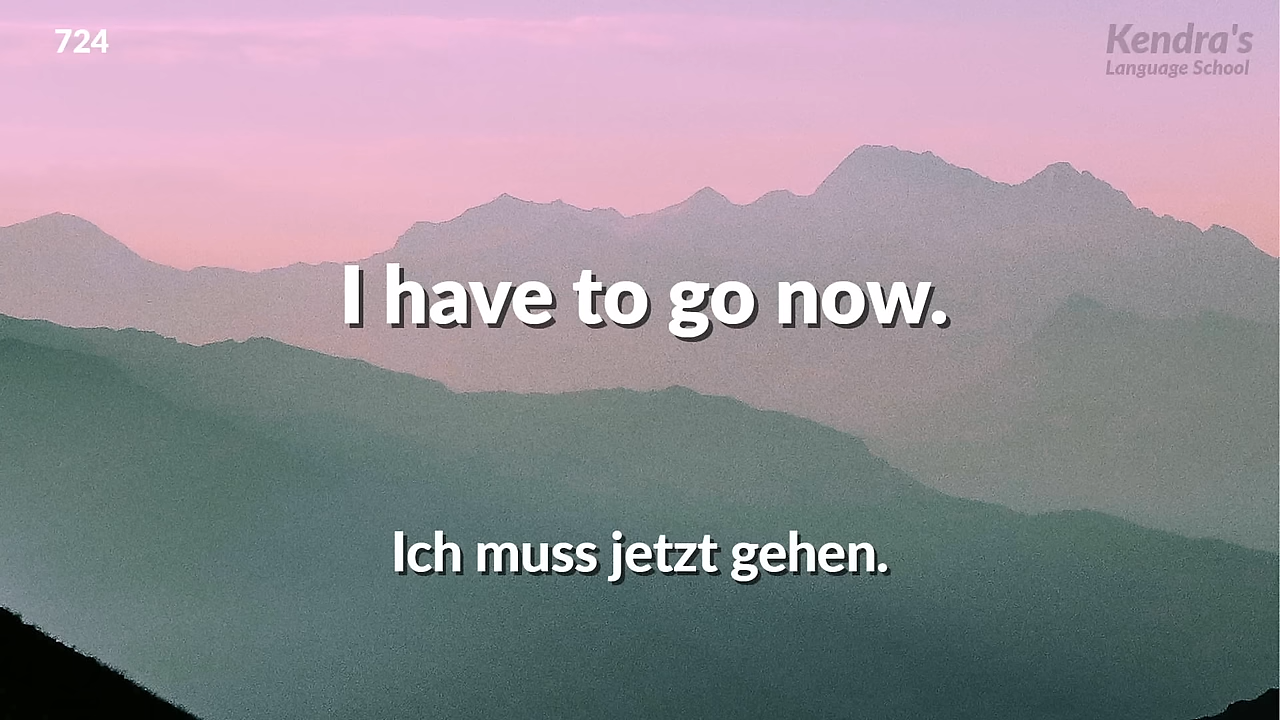 724
Kendra's
Language School
I have to go now.
Ich muss jetzt gehen.